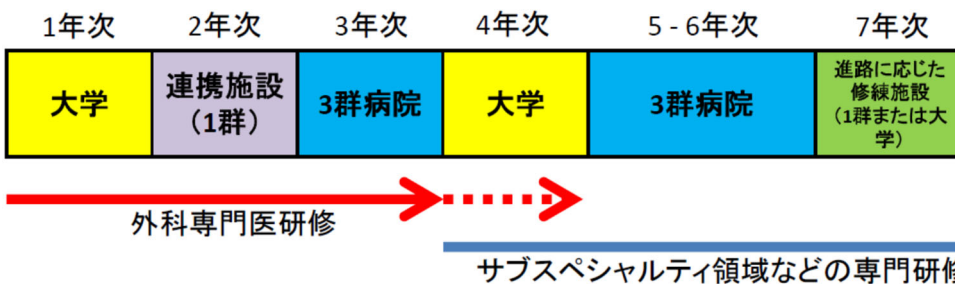 1年次 2年次 3年次 4年次 5 - 6年次 7年次
大学
連携施設
（1群）
3群病院
大学
3群病院
進路に応じた
修練施設
（1群または大
学）
外科専門医研修
サブスペシャルティ領域などの専門研修